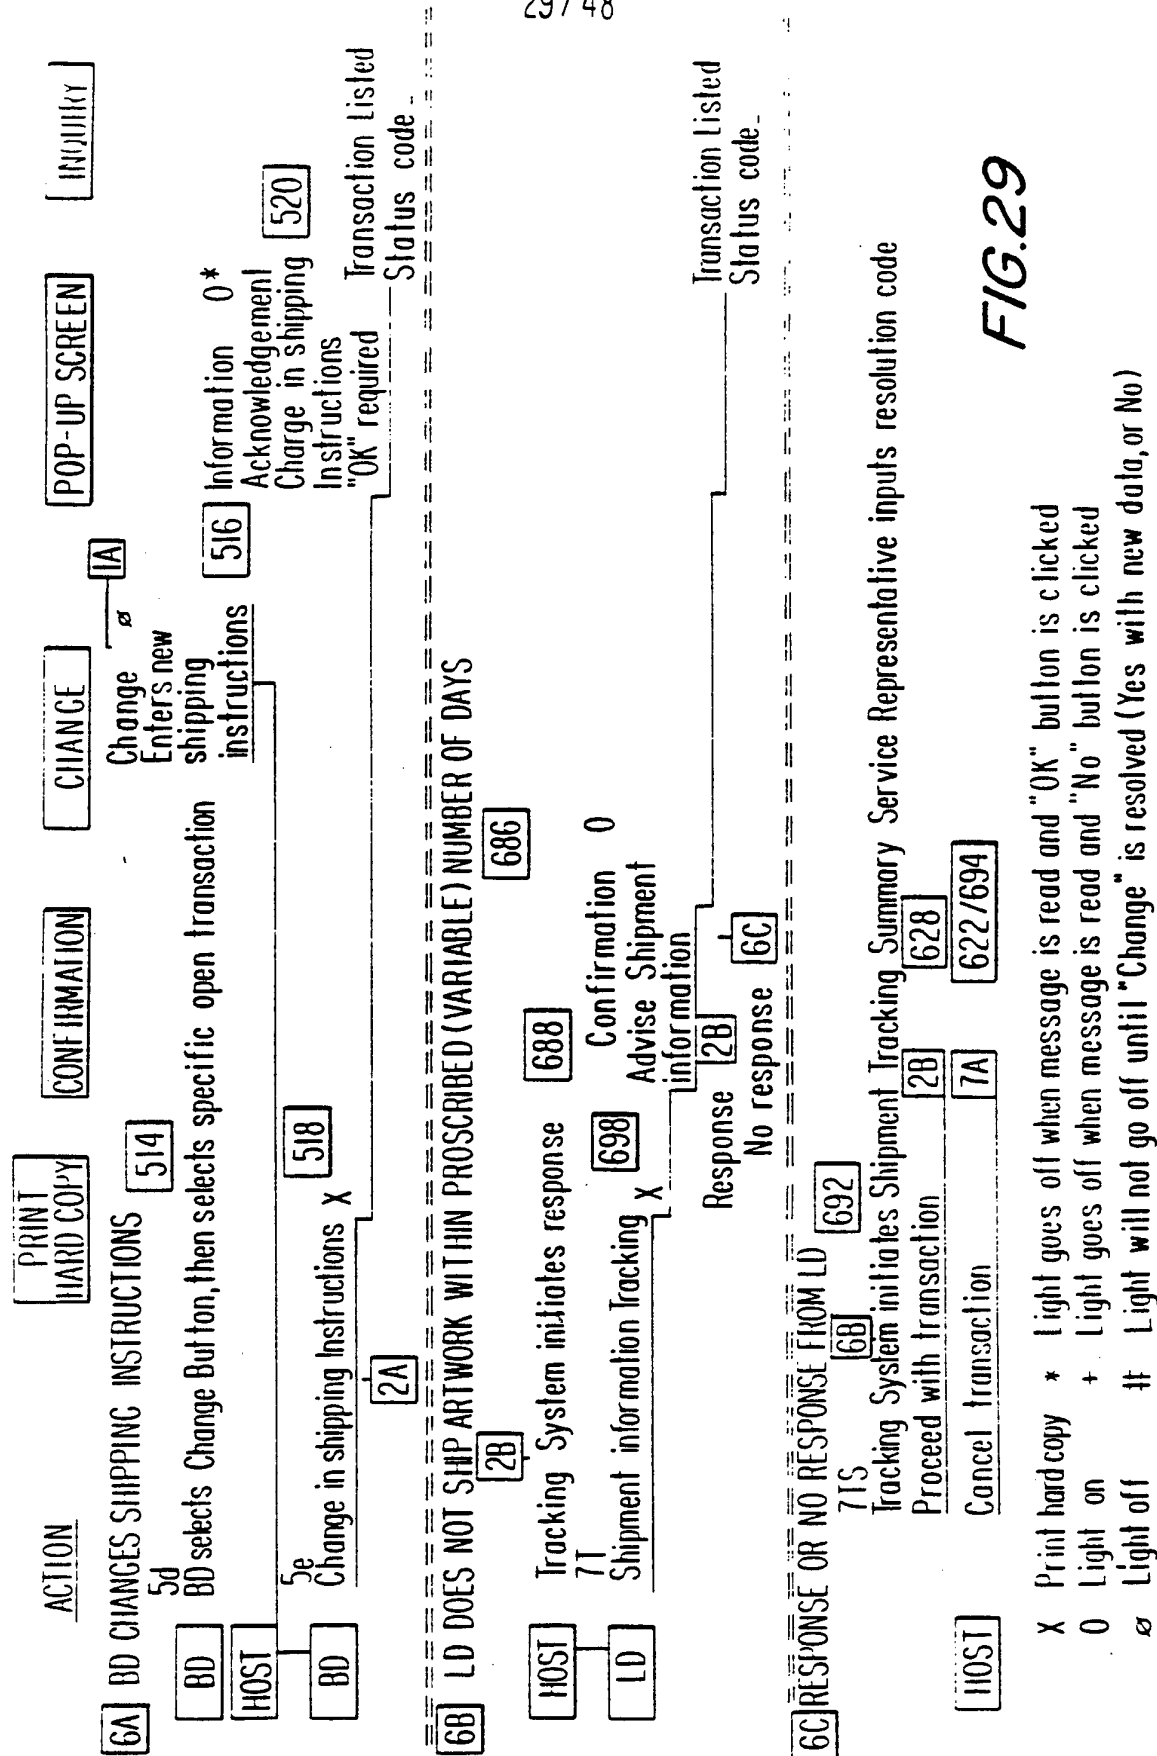 29/48
ACTION
PRINT
HARD COPY
CONFIRMATION
CHANGE
POP-UP SCREEN
INQUIRY
6A BD CHANGES SHIPPING INSTRUCTIONS
514
1A
5d
BD selects Change Button, then selects specific open transaction
BD
HOST
BD
ø
Change
Enters new
shipping
instructions
516
Information O*
Acknowledgement
Charge in shipping
Instructions
"OK" required
520
5e
Change in shipping Instructions X
518
2A
Transaction Listed
Status code
6B LD DOES NOT SHIP ARTWORK WITHIN PROSCRIBED (VARIABLE) NUMBER OF DAYS
2B
686
Tracking System initiates response
688
HOST
LD
7T
Shipment information Tracking X
698
Confirmation O
Advise Shipment
information
Response 2B
No response 6C
Transaction Listed
Status code
6C RESPONSE OR NO RESPONSE FROM LD
692
7TS
6B
Tracking System initiates Shipment Tracking Summary Service Representative inputs resolution code
Proceed with transaction 2B 628
HOST
Cancel transaction 7A 622/694
X Print hard copy * Light goes off when message is read and "OK" button is clicked
O Light on + Light goes off when message is read and "No" button is clicked
ø Light off # Light will not go off until "Change" is resolved (Yes with new data, or No)
FIG.29